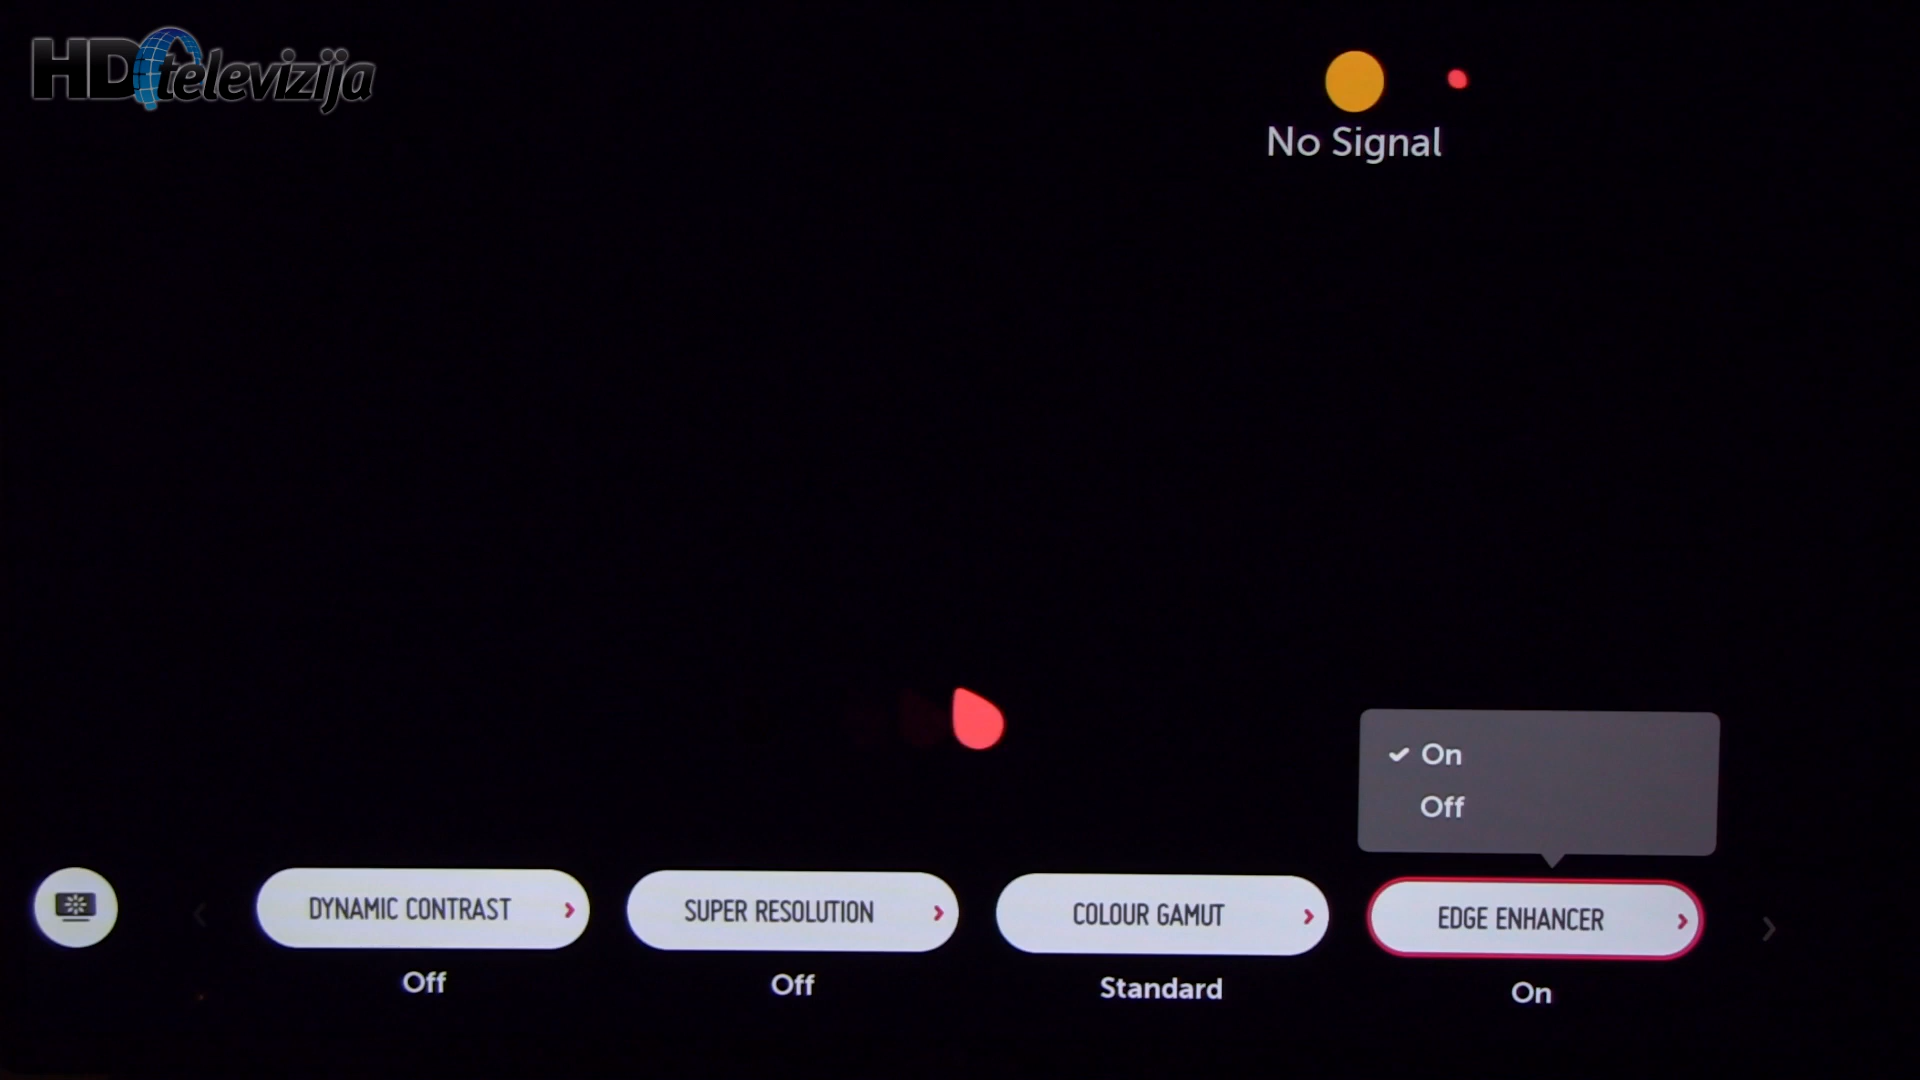 HDtelevizija
No Signal
On
Off
DYNAMIC CONTRAST
SUPER RESOLUTION
COLOUR GAMUT
EDGE ENHANCER
Off
Off
Standard
On